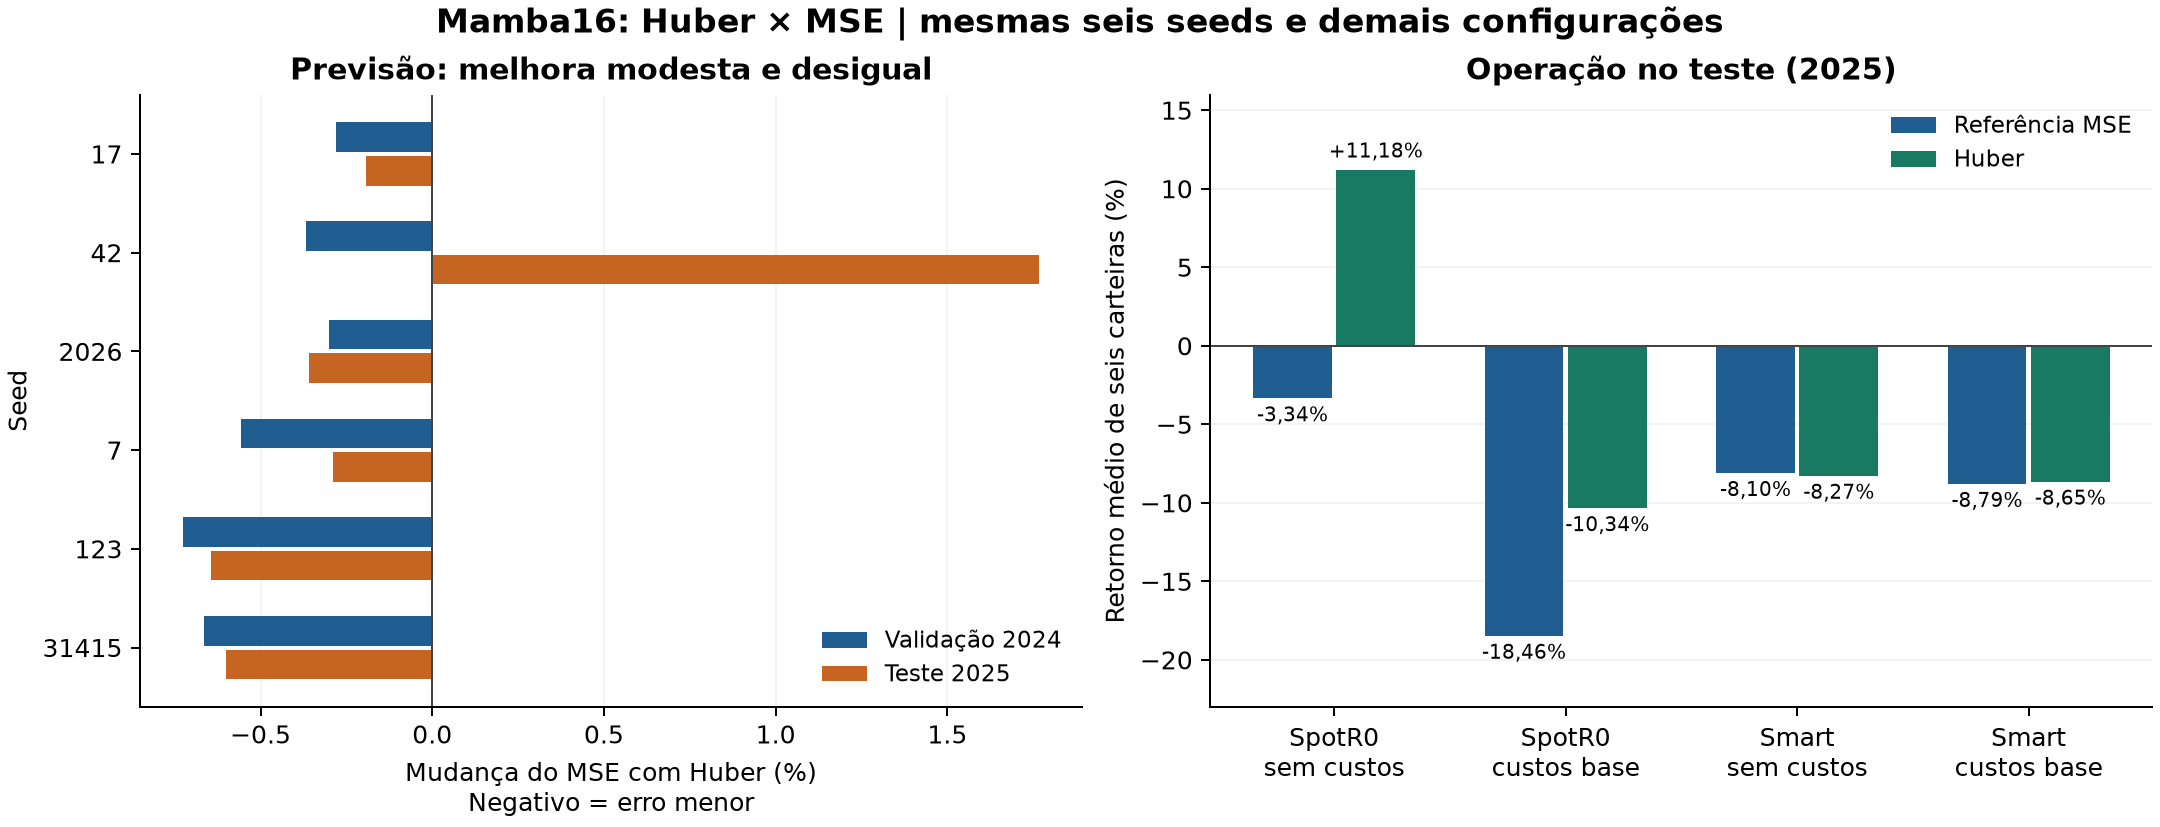 Mamba16: Huber × MSE | mesmas seis seeds e demais configurações
Previsão: melhora modesta e desigual
Seed
17
42
2026
7
123
31415
Validação 2024
Teste 2025
−0.5
0.0
0.5
1.0
1.5
Mudança do MSE com Huber (%)
Negativo = erro menor
Operação no teste (2025)
Retorno médio de seis carteiras (%)
15
10
5
0
−5
−10
−15
−20
Referência MSE
Huber
+11,18%
-3,34%
-18,46%
-10,34%
-8,10%
-8,27%
-8,79%
-8,65%
SpotR0
sem custos
SpotR0
custos base
Smart
sem custos
Smart
custos base